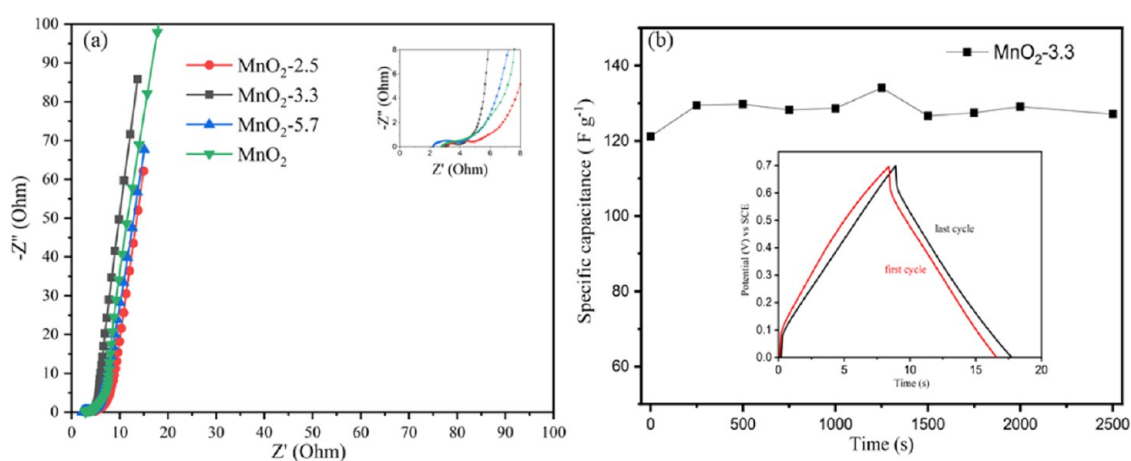 (a)
100
90
80
70
60
50
40
30
20
10
0
-Z" (Ohm)
0 10 20 30 40 50 60 70 80 90 100
Z' (Ohm)
MnO₂-2.5
MnO₂-3.3
MnO₂-5.7
MnO₂
8
6
4
2
0
-Z" (Ohm)
0 2 4 6 8
Z' (Ohm)
(b)
MnO₂-3.3
140
120
100
80
60
Specific capacitance ( F g⁻¹)
0 500 1000 1500 2000 2500
Time (s)
0.7
0.6
0.5
0.4
0.3
0.2
0.1
0.0
Potential (V) vs SCE
last cycle
first cycle
0 5 10 15 20
Time (s)